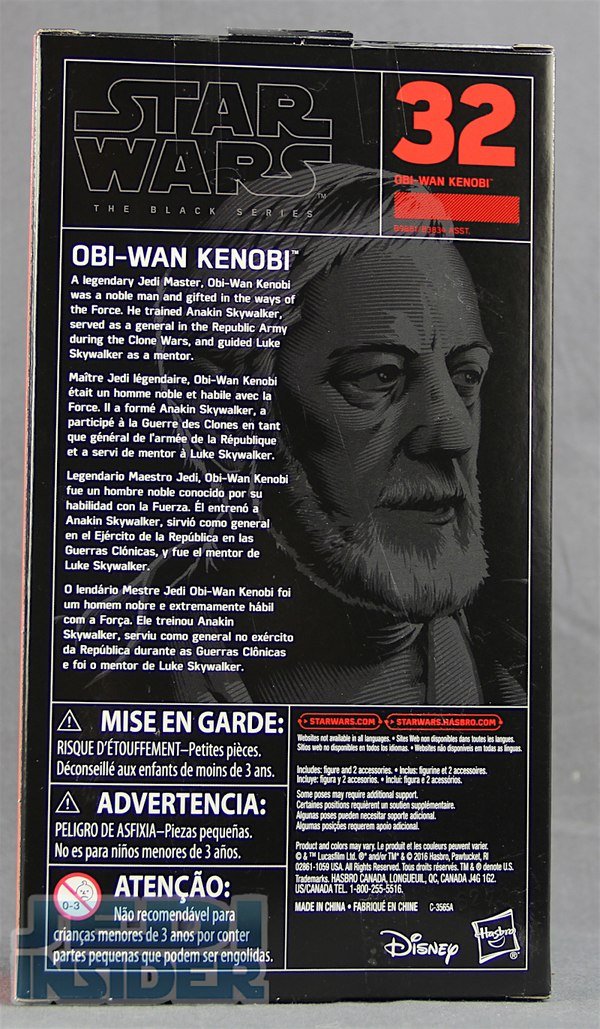 STAR
WARS™
THE BLACK SERIES
32
OBI-WAN KENOBI™
OBI-WAN KENOBI™
A legendary Jedi Master, Obi-Wan Kenobi
was a noble man and gifted in the ways of
the Force. He trained Anakin Skywalker,
served as a general in the Republic Army
during the Clone Wars, and guided Luke
Skywalker as a mentor.
Maître Jedi légendaire, Obi-Wan Kenobi
était un homme noble et habile avec la
Force. Il a formé Anakin Skywalker, a
participé à la Guerre des Clones en tant
que général de l'armée de la République
et a servi de mentor à Luke Skywalker.
Legendario Maestro Jedi, Obi-Wan Kenobi
fue un hombre noble conocido por su
habilidad con la Fuerza. Él entrenó a
Anakin Skywalker, sirvió como general
en el Ejército de la República en las
Guerras Clónicas, y fue el mentor de
Luke Skywalker.
O lendário Mestre Jedi Obi-Wan Kenobi foi
um homem nobre e extremamente hábil
com a Força. Ele treinou Anakin
Skywalker, serviu como general no exército
da República durante as Guerras Clônicas
e foi o mentor de Luke Skywalker.
MISE EN GARDE:
RISQUE D'ÉTOUFFEMENT–Petites pièces.
Déconseillé aux enfants de moins de 3 ans.
ADVERTENCIA:
PELIGRO DE ASFIXIA–Piezas pequeñas.
No es para niños menores de 3 años.
0-3
ATENÇÃO:
Não recomendável para
crianças menores de 3 anos por conter
partes pequenas que podem ser engolidas.
STARWARS.COM STARWARS.HASBRO.COM
Websites not available in all languages. • Sites Web non disponibles dans toutes les langues.
Sitios web no disponibles en todos los idiomas. • Websites não disponíveis em todas as línguas.
Includes: figure and 2 accessories. • Inclus: figurine et 2 accessoires.
Incluye: figura y 2 accesorios. • Inclui: figura e 2 acessórios.
Some poses may require additional support.
Certaines positions requièrent un soutien supplémentaire.
Algunas poses pueden necesitar soporte adicional.
Algumas posições requerem apoio adicional.
Product and colors may vary. Le produit et les couleurs peuvent varier.
© & ™ Lucasfilm Ltd. ®* and/or ™* & © 2016 Hasbro, Pawtucket, RI
02861-1059 USA. All Rights Reserved. Tous droits réservés. ™ & ® denote U.S.
Trademarks. HASBRO CANADA, LONGUEUIL, QC, CANADA J4G 1G2.
US/CANADA TEL. 1-800-255-5516.
MADE IN CHINA • FABRIQUÉ EN CHINE C-3565A
Disney Hasbro®
JEDI
INSIDER